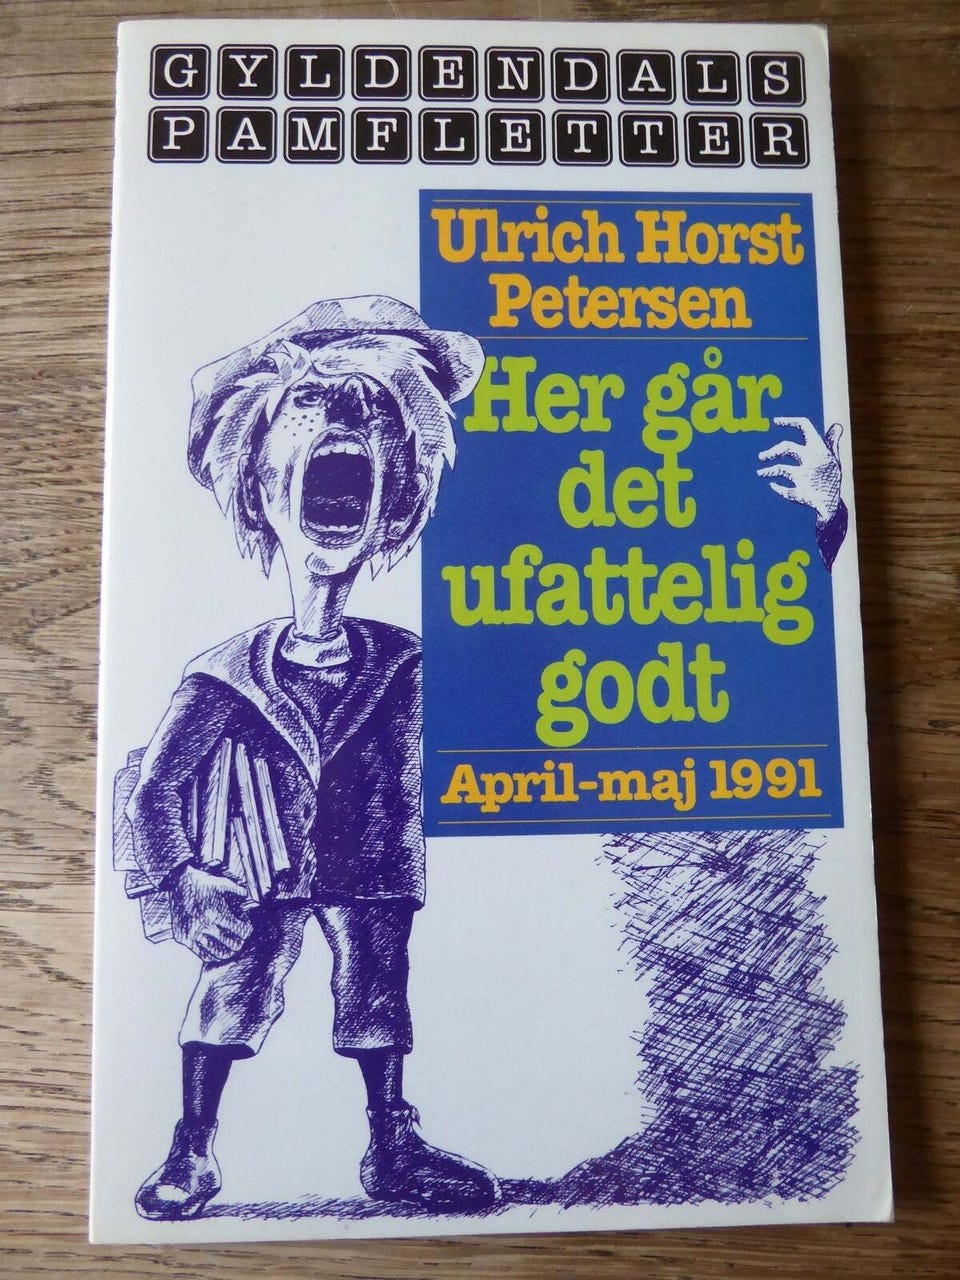 GYLDENDALS
PAMFLETTER
Ulrich Horst
Petersen
Her går
det
ufattelig
godt
April-maj 1991